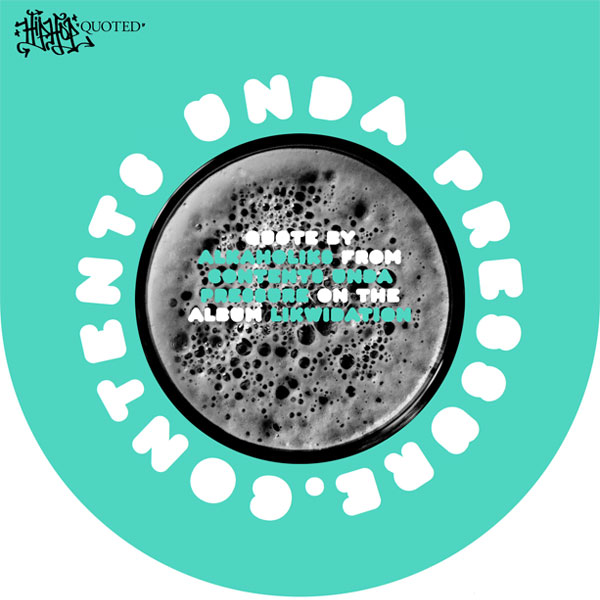 HIPHOP QUOTED
CONTENTS UNDA PRESSURE.
QUOTE BY
ALKAHOLIKS FROM
CONTENTS UNDA
PRESSURE ON THE
ALBUM LIKWIDATION